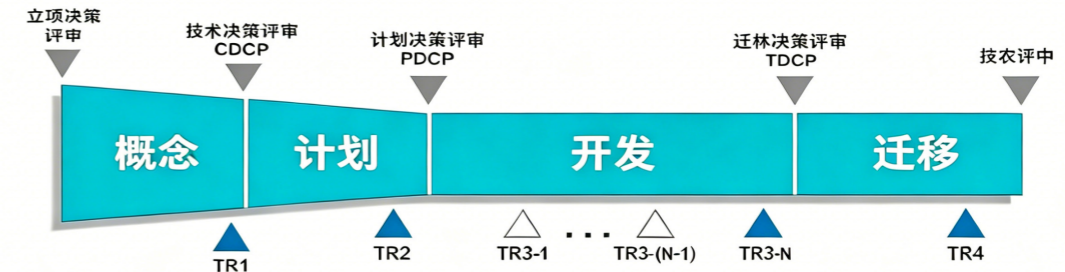 立项决策
评审
技术决策评审
CDCP
计划决策评审
PDCP
迁林决策评审
TDCP
技农评中
概念
计划
开发
迁移
TR1
TR2
TR3-1
...
TR3-(N-1)
TR3-N
TR4